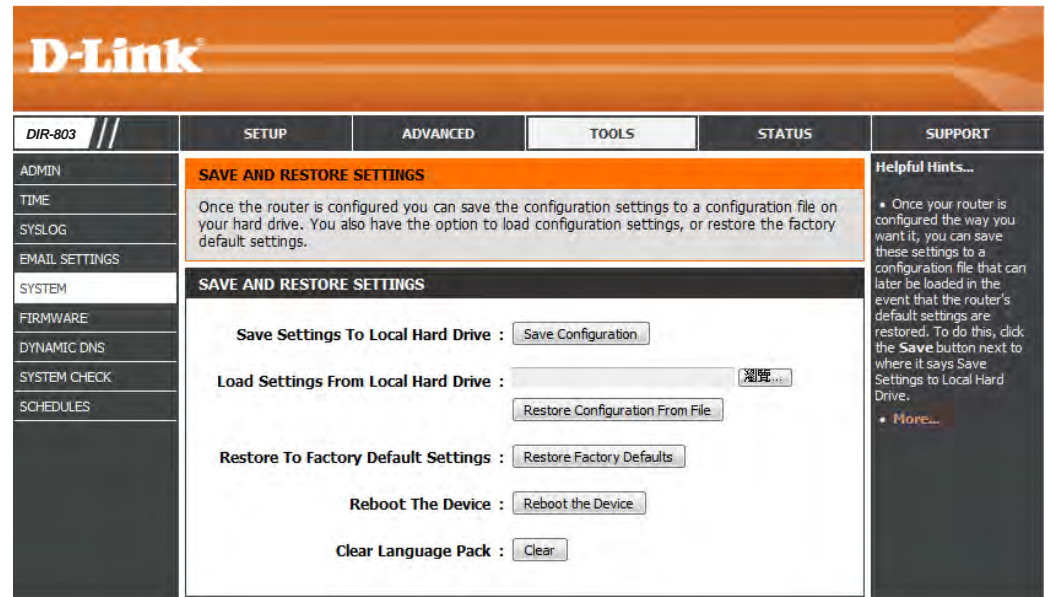 D-Link
DIR-803
SETUP
ADVANCED
TOOLS
STATUS
SUPPORT
ADMIN
TIME
SYSLOG
EMAIL SETTINGS
SYSTEM
FIRMWARE
DYNAMIC DNS
SYSTEM CHECK
SCHEDULES
SAVE AND RESTORE SETTINGS
Once the router is configured you can save the configuration settings to a configuration file on
your hard drive. You also have the option to load configuration settings, or restore the factory
default settings.
SAVE AND RESTORE SETTINGS
Save Settings To Local Hard Drive : Save Configuration
Load Settings From Local Hard Drive : 瀏覽...
Restore Configuration From File
Restore To Factory Default Settings : Restore Factory Defaults
Reboot The Device : Reboot the Device
Clear Language Pack : Clear
Helpful Hints...
• Once your router is
configured the way you
want it, you can save
these settings to a
configuration file that can
later be loaded in the
event that the router's
default settings are
restored. To do this, click
the Save button next to
where it says Save
Settings to Local Hard
Drive.
• More...